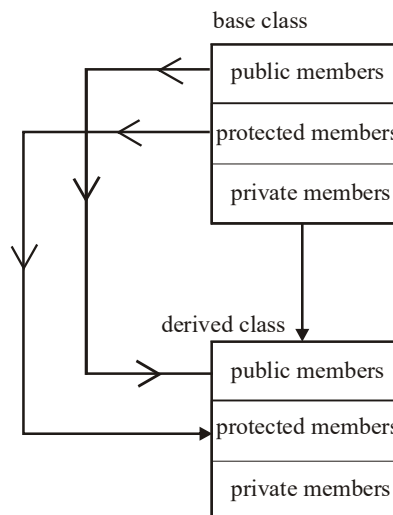 base class
public members
protected members
private members
derived class
public members
protected members
private members